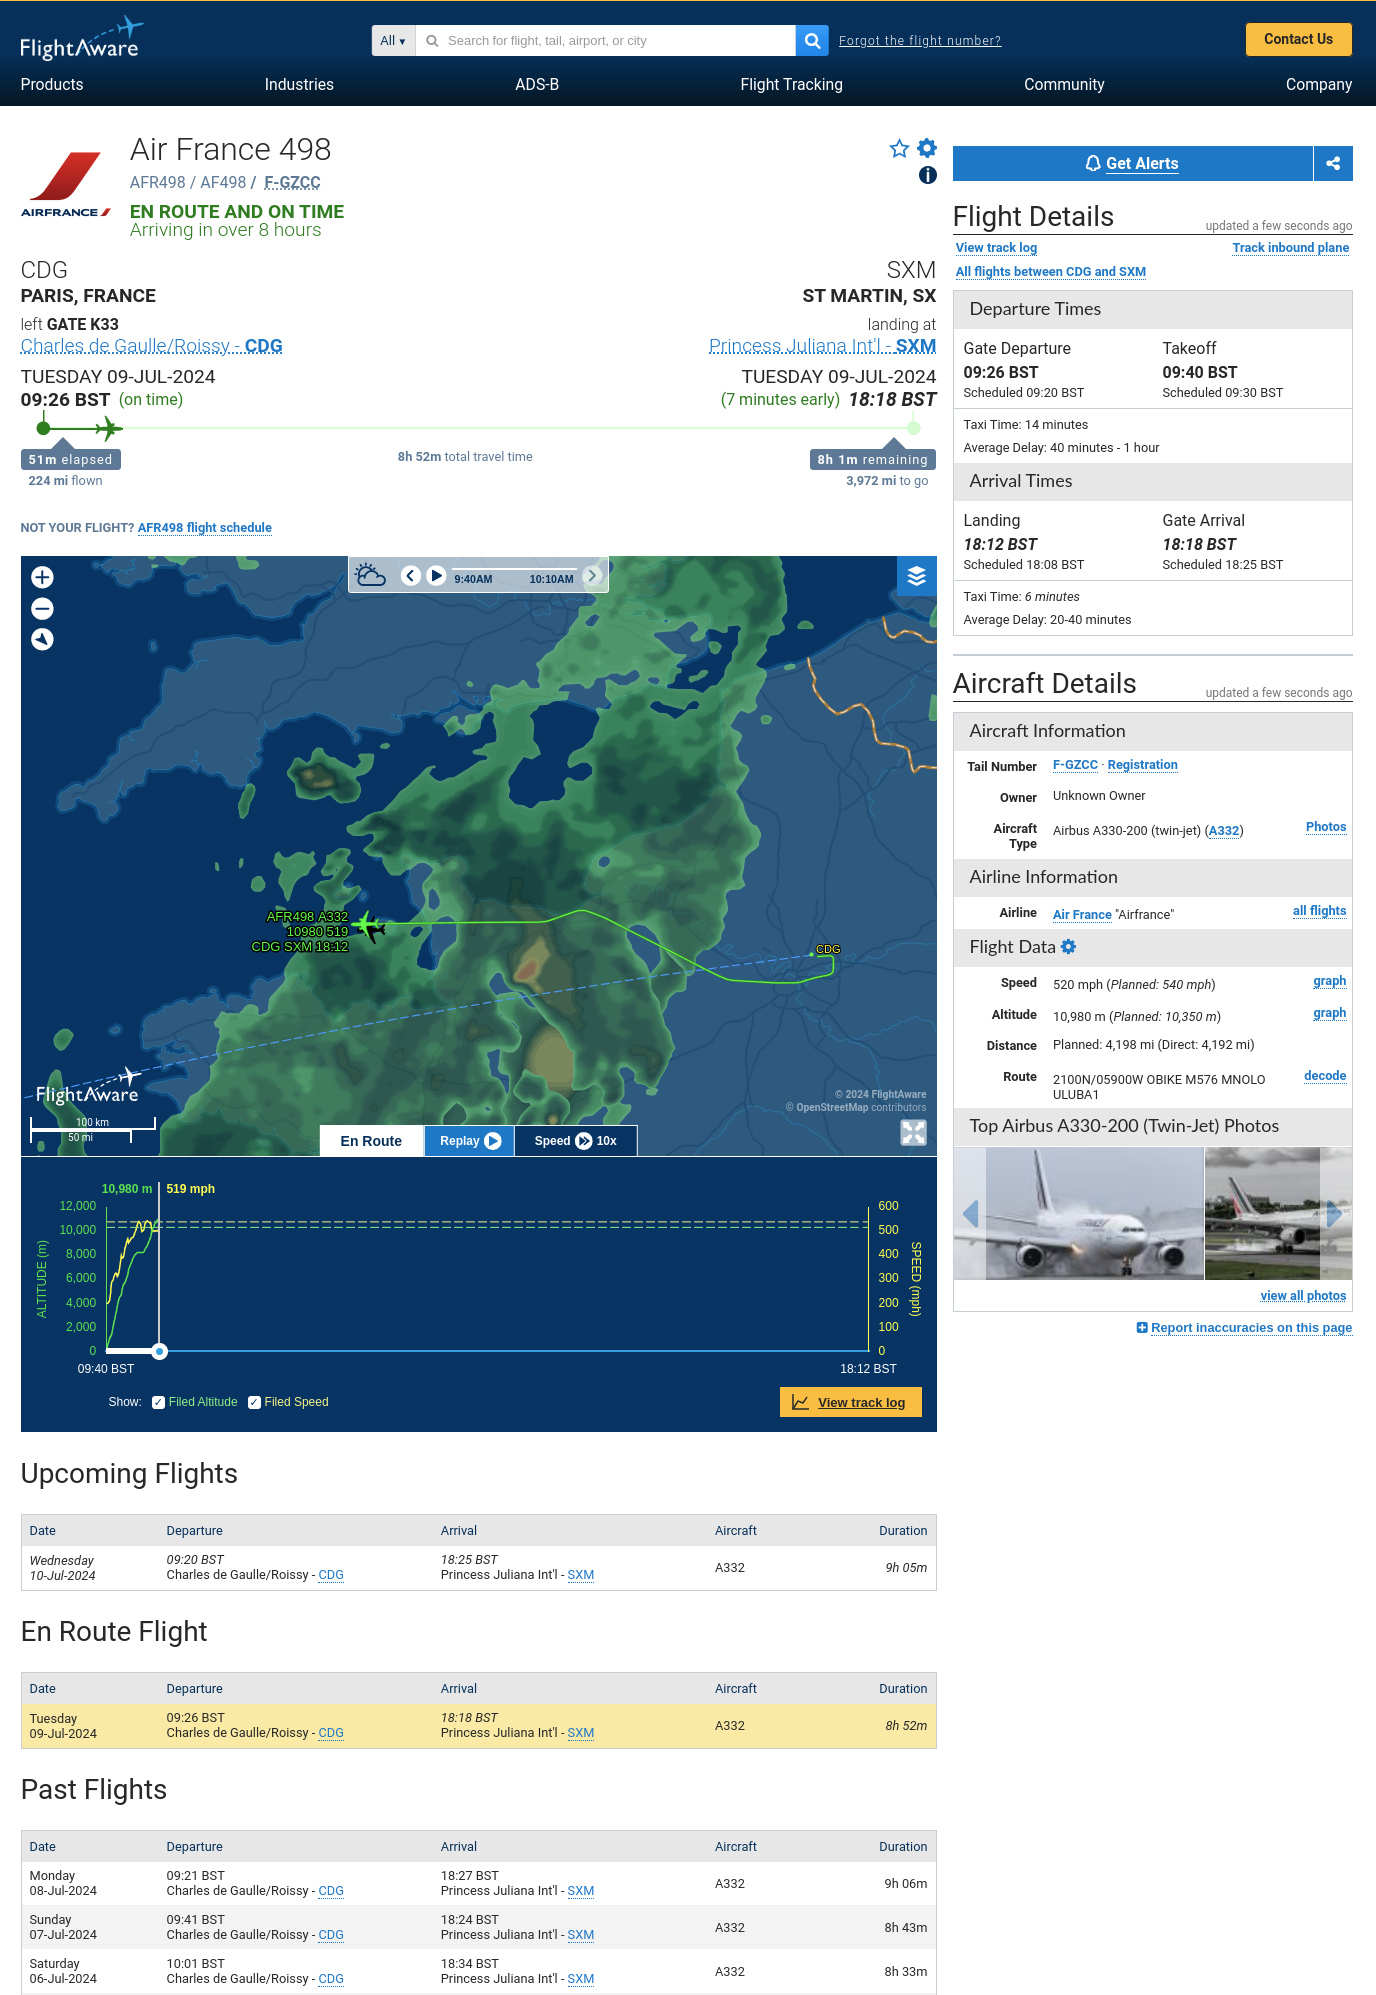 FlightAware
All ▾ Search for flight, tail, airport, or city
Forgot the flight number?
Contact Us
Products Industries ADS-B Flight Tracking Community Company
AIRFRANCE
Air France 498
AFR498 / AF498 / F-GZCC
EN ROUTE AND ON TIME
Arriving in over 8 hours
CDG SXM
PARIS, FRANCE ST MARTIN, SX
left GATE K33 landing at
Charles de Gaulle/Roissy - CDG Princess Juliana Int'l - SXM
TUESDAY 09-JUL-2024 TUESDAY 09-JUL-2024
09:26 BST (on time) (7 minutes early) 18:18 BST
51m elapsed 8h 52m total travel time 8h 1m remaining
224 mi flown 3,972 mi to go
NOT YOUR FLIGHT? AFR498 flight schedule
9:40AM 10:10AM
AFR498 A332
10980 519
CDG SXM 18:12
CDG
FlightAware
100 km
50 mi
© 2024 FlightAware
© OpenStreetMap contributors
En Route Replay Speed 10x
10,980 m 519 mph
12,000 600
10,000 500
8,000 400
6,000 300
4,000 200
2,000 100
0 0
ALTITUDE (m)
SPEED (mph)
09:40 BST 18:12 BST
Show: Filed Altitude Filed Speed
View track log
Upcoming Flights
Date Departure Arrival Aircraft Duration
Wednesday 09:20 BST 18:25 BST A332 9h 05m
10-Jul-2024 Charles de Gaulle/Roissy - CDG Princess Juliana Int'l - SXM
En Route Flight
Date Departure Arrival Aircraft Duration
Tuesday 09:26 BST 18:18 BST A332 8h 52m
09-Jul-2024 Charles de Gaulle/Roissy - CDG Princess Juliana Int'l - SXM
Past Flights
Date Departure Arrival Aircraft Duration
Monday 09:21 BST 18:27 BST A332 9h 06m
08-Jul-2024 Charles de Gaulle/Roissy - CDG Princess Juliana Int'l - SXM
Sunday 09:41 BST 18:24 BST A332 8h 43m
07-Jul-2024 Charles de Gaulle/Roissy - CDG Princess Juliana Int'l - SXM
Saturday 10:01 BST 18:34 BST A332 8h 33m
06-Jul-2024 Charles de Gaulle/Roissy - CDG Princess Juliana Int'l - SXM
Get Alerts
Flight Details updated a few seconds ago
View track log Track inbound plane
All flights between CDG and SXM
Departure Times
Gate Departure Takeoff
09:26 BST 09:40 BST
Scheduled 09:20 BST Scheduled 09:30 BST
Taxi Time: 14 minutes
Average Delay: 40 minutes - 1 hour
Arrival Times
Landing Gate Arrival
18:12 BST 18:18 BST
Scheduled 18:08 BST Scheduled 18:25 BST
Taxi Time: 6 minutes
Average Delay: 20-40 minutes
Aircraft Details updated a few seconds ago
Aircraft Information
Tail Number F-GZCC · Registration
Owner Unknown Owner
Aircraft Type Airbus A330-200 (twin-jet) (A332) Photos
Airline Information
Airline Air France "Airfrance" all flights
Flight Data
Speed 520 mph (Planned: 540 mph) graph
Altitude 10,980 m (Planned: 10,350 m) graph
Distance Planned: 4,198 mi (Direct: 4,192 mi)
Route 2100N/05900W OBIKE M576 MNOLO decode
ULUBA1
Top Airbus A330-200 (Twin-Jet) Photos
view all photos
Report inaccuracies on this page